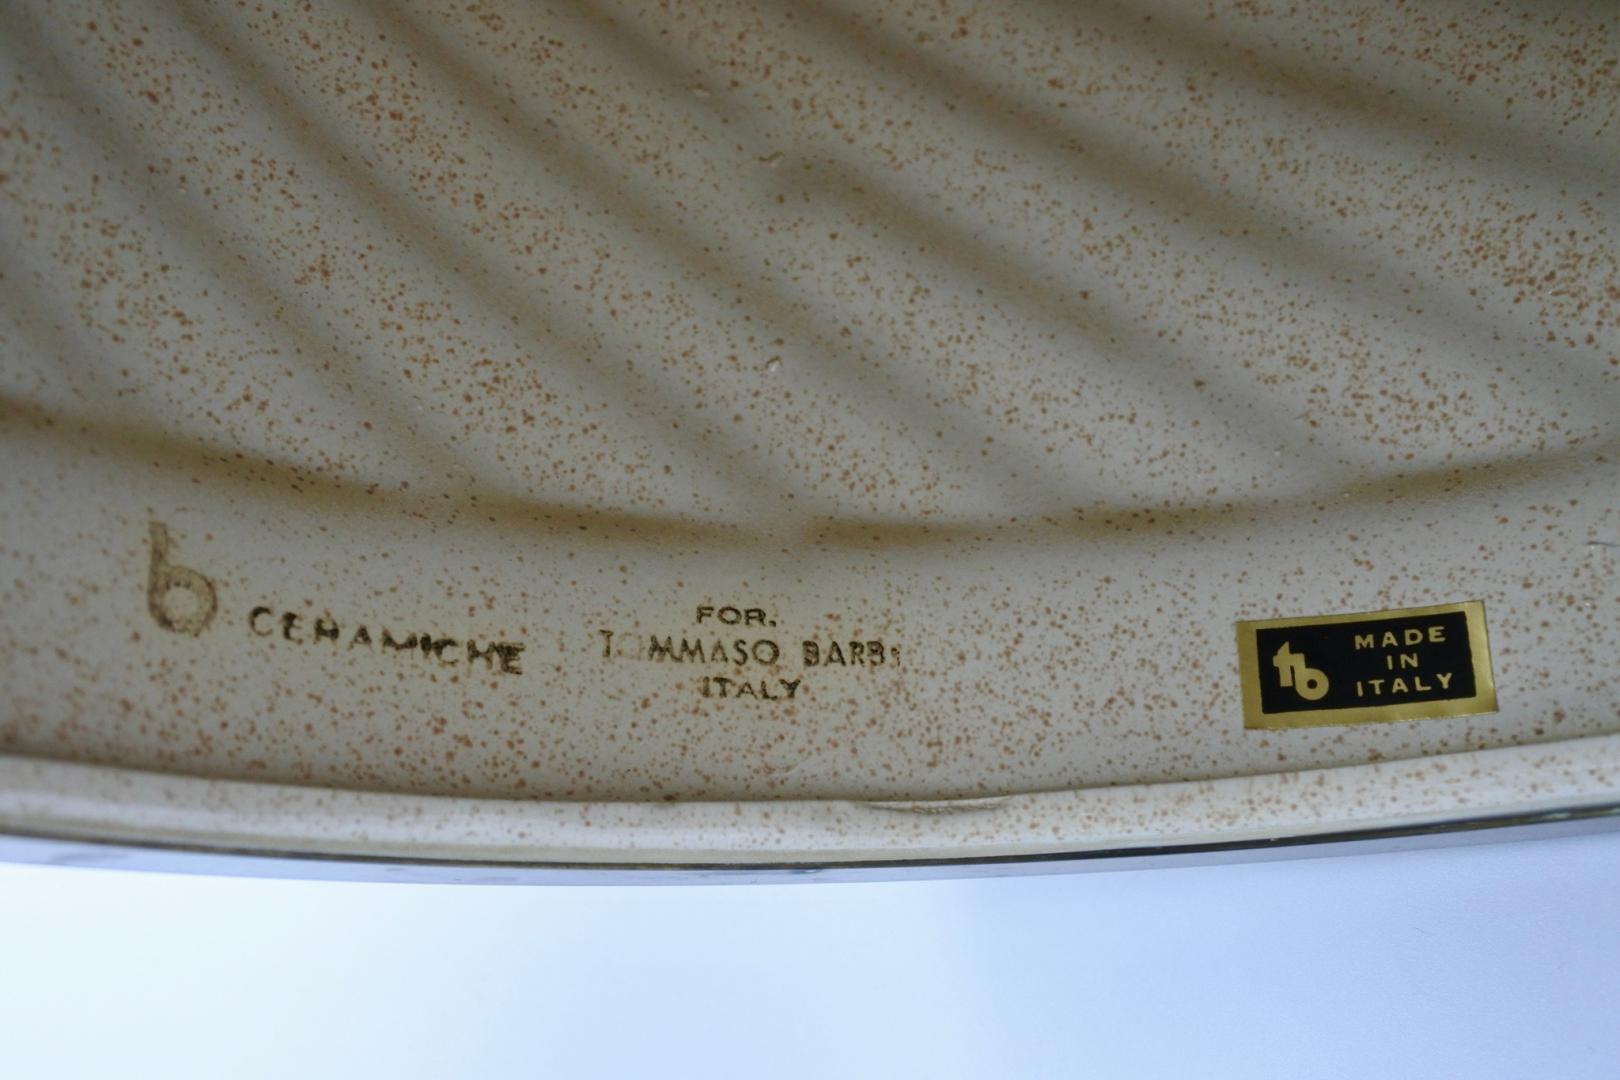 b CERAMICHE
FOR.
TOMMASO BARBI
ITALY
tb
MADE
IN
ITALY